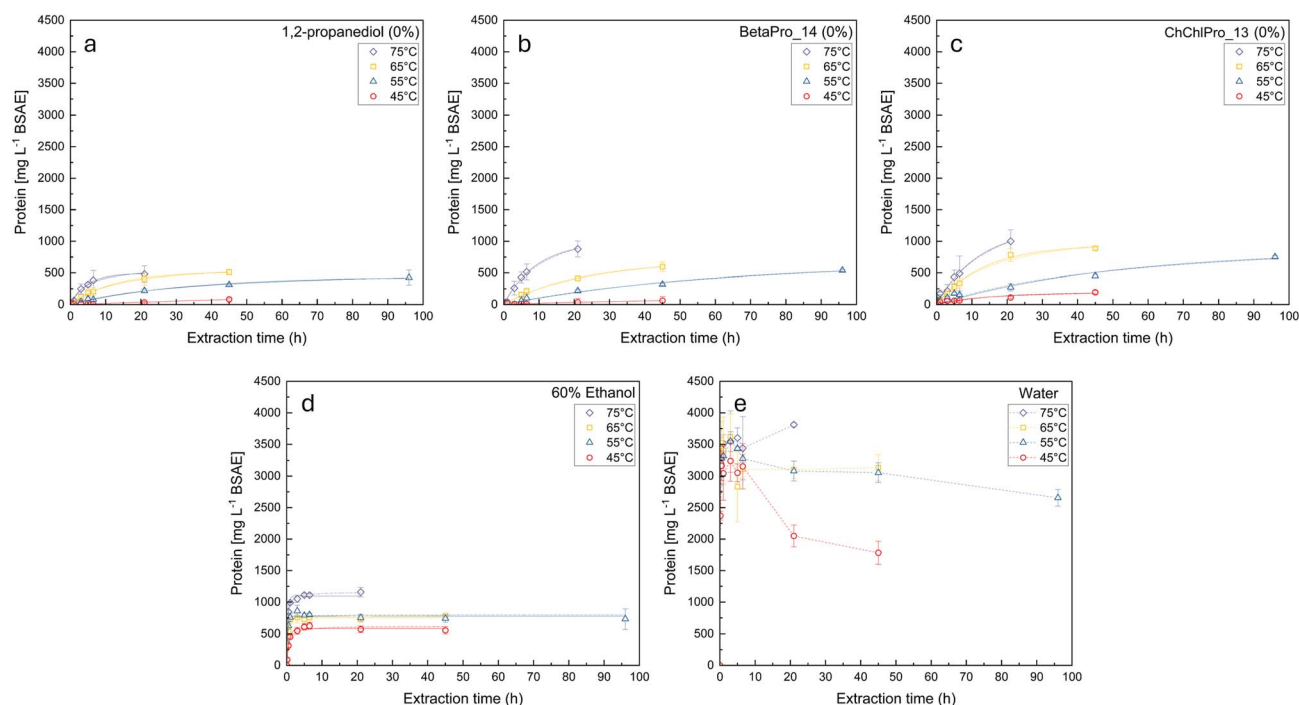 a
1,2-propanediol (0%)
75°C
65°C
55°C
45°C
Protein [mg L⁻¹ BSAE]
4500
4000
3500
3000
2500
2000
1500
1000
500
0
0 10 20 30 40 50 60 70 80 90 100
Extraction time (h)
b
BetaPro_14 (0%)
75°C
65°C
55°C
45°C
Protein [mg L⁻¹ BSAE]
4500
4000
3500
3000
2500
2000
1500
1000
500
0
0 10 20 30 40 50 60 70 80 90 100
Extraction time (h)
c
ChChlPro_13 (0%)
75°C
65°C
55°C
45°C
Protein [mg L⁻¹ BSAE]
4500
4000
3500
3000
2500
2000
1500
1000
500
0
0 10 20 30 40 50 60 70 80 90 100
Extraction time (h)
d
60% Ethanol
75°C
65°C
55°C
45°C
Protein [mg L⁻¹ BSAE]
4500
4000
3500
3000
2500
2000
1500
1000
500
0
0 10 20 30 40 50 60 70 80 90 100
Extraction time (h)
e
Water
75°C
65°C
55°C
45°C
Protein [mg L⁻¹ BSAE]
4500
4000
3500
3000
2500
2000
1500
1000
500
0
0 10 20 30 40 50 60 70 80 90 100
Extraction time (h)